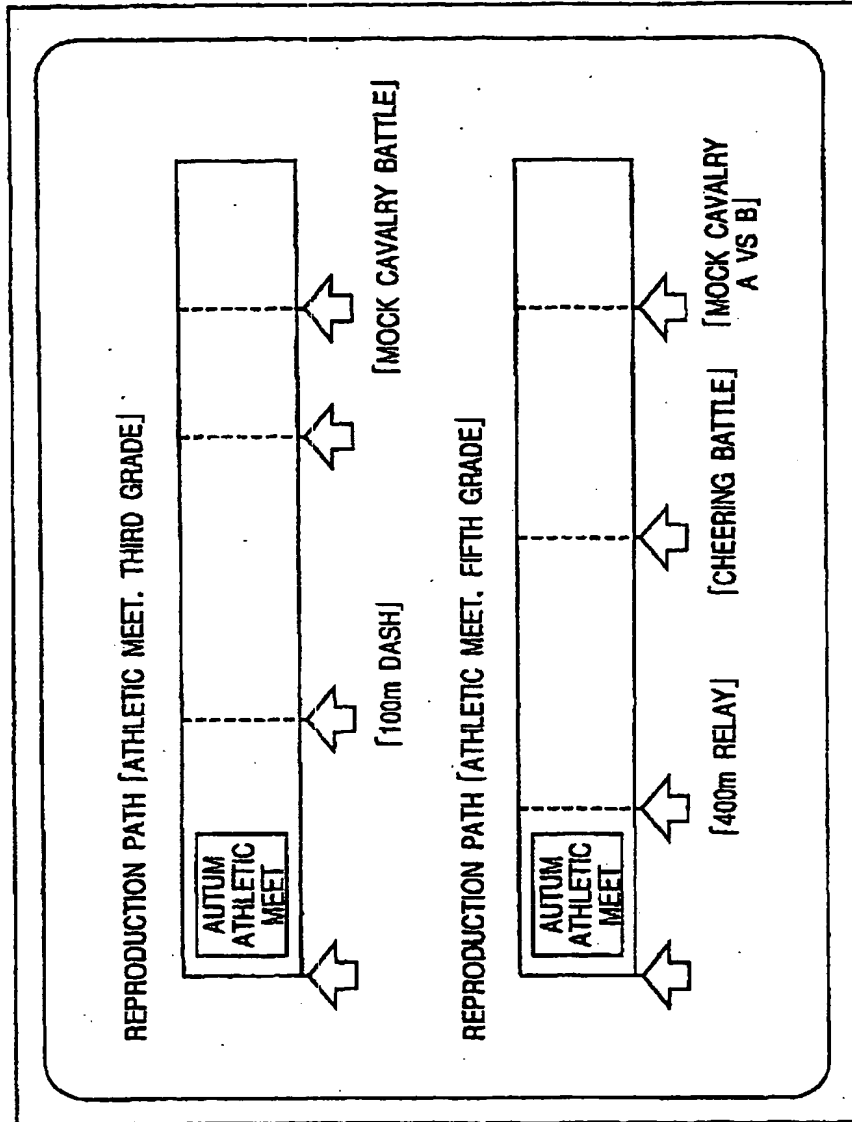 REPRODUCTION PATH ｢ATHLETIC MEET. THIRD GRADE｣
AUTUM
ATHLETIC
MEET
｢100m DASH｣
｢MOCK CAVALRY BATTLE｣
REPRODUCTION PATH ｢ATHLETIC MEET. FIFTH GRADE｣
AUTUM
ATHLETIC
MEET
｢400m RELAY｣
｢CHEERING BATTLE｣
｢MOCK CAVALRY
A VS B｣